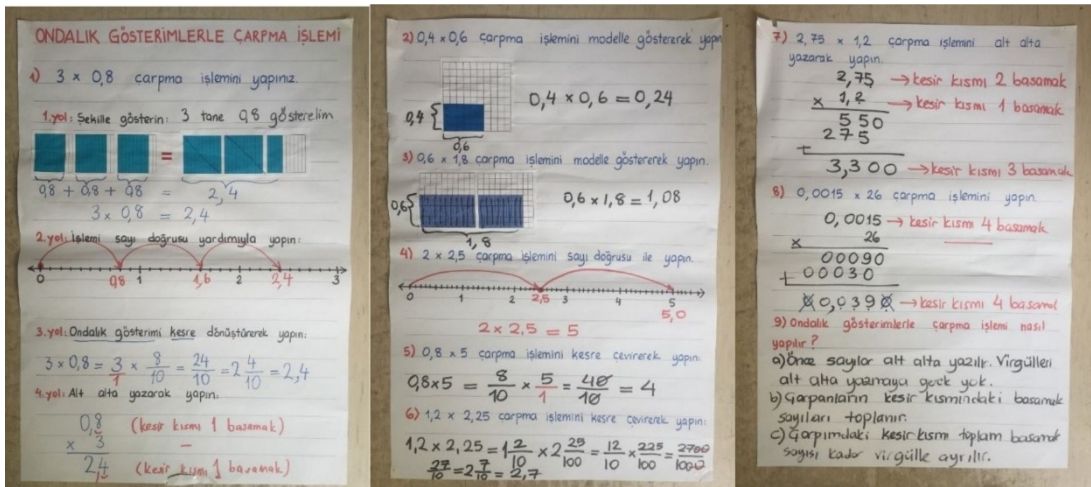 ONDALIK GÖSTERİMLERLE ÇARPMA İŞLEMİ
1) 3 x 0,8 çarpma işlemini yapınız.
1.yol: Şekille gösterin: 3 tane 0,8 gösterelim
=
0,8 + 0,8 + 0,8 = 2,4
3 x 0,8 = 2,4
2.yol: İşlemi sayı doğrusu yardımıyla yapın:
0 0,8 1 1,6 2 2,4 3
3.yol: Ondalık gösterimi kesre dönüştürerek yapın:
3 x 0,8 = 3/1 x 8/10 = 24/10 = 2 4/10 = 2,4
4.yol: Alt alta yazarak yapın:
0,8 (kesir kısmı 1 basamak)
x 3 –
2,4 (kesir kısmı 1 basamak)
2) 0,4 x 0,6 çarpma işlemini modelle göstererek yapın
0,4 x 0,6 = 0,24
0,4
0,6
3) 0,6 x 1,8 çarpma işlemini modelle göstererek yapın.
0,6 0,6 x 1,8 = 1,08
1,8
4) 2 x 2,5 çarpma işlemini sayı doğrusu ile yapın.
0 1 2 2,5 3 4 5
5,0
2 x 2,5 = 5
5) 0,8 x 5 çarpma işlemini kesre çevirerek yapın:
0,8 x 5 = 8/10 x 5/1 = 40/10 = 4
6) 1,2 x 2,25 çarpma işlemini kesre çevirerek yapın:
1,2 x 2,25 = 1 2/10 x 2 25/100 = 12/10 x 225/100 = 2700/1000
27/10 = 2 7/10 = 2,7
7) 2,75 x 1,2 çarpma işlemini alt alta
yazarak yapın.
2,75 → kesir kısmı 2 basamak
x 1,2 → kesir kısmı 1 basamak
550
275
+
3,300 → kesir kısmı 3 basamak
8) 0,0015 x 26 çarpma işlemini yapın.
0,0015 → kesir kısmı 4 basamak
x 26
00090
+ 00030
00,0390 → kesir kısmı 4 basamak
9) Ondalık gösterimlerle çarpma işlemi nasıl
yapılır?
a) Önce sayılar alt alta yazılır. Virgülleri
alt alta yazmaya gerek yok.
b) Çarpanların kesir kısmındaki basamak
sayıları toplanır.
c) Çarpımdaki kesir kısmı toplam basamak
sayısı kadar virgülle ayrılır.